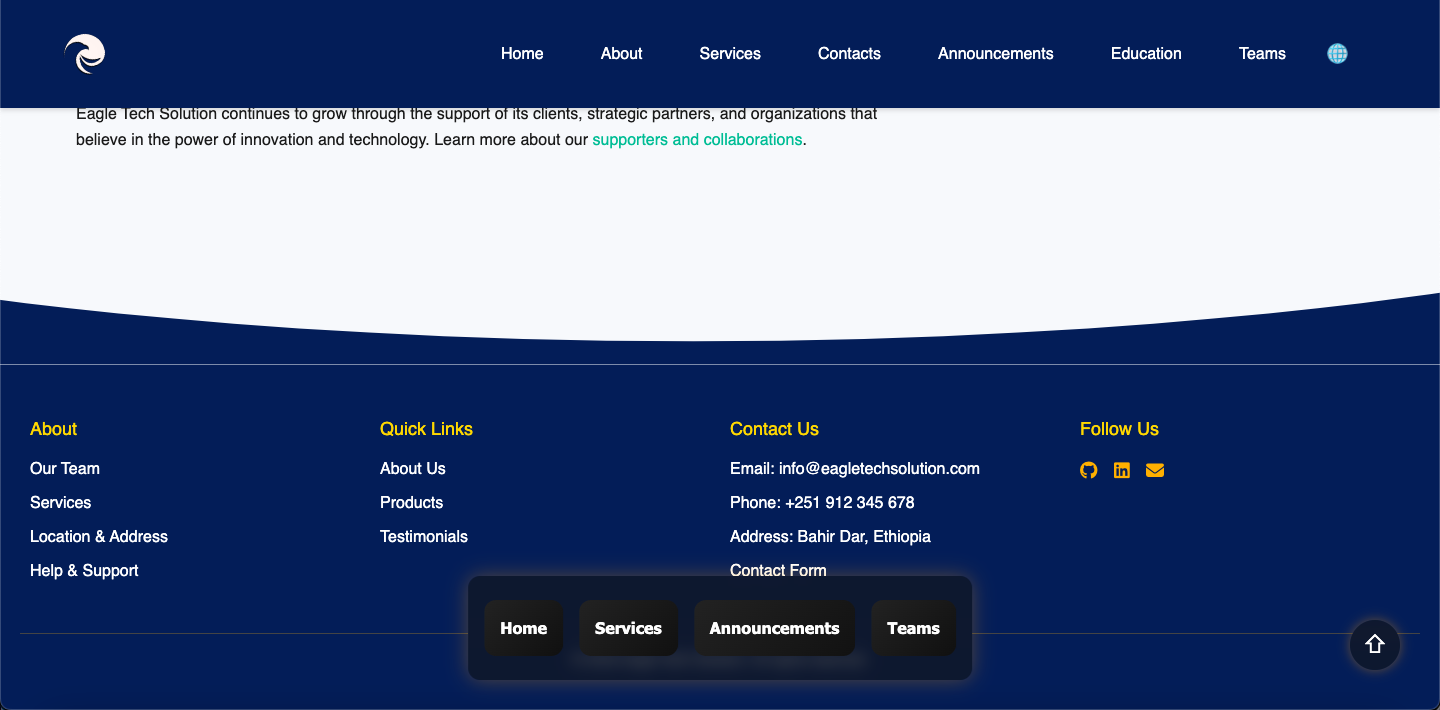 Home About Services Contacts Announcements Education Teams
Eagle Tech Solution continues to grow through the support of its clients, strategic partners, and organizations that
believe in the power of innovation and technology. Learn more about our supporters and collaborations.
About
Our Team
Services
Location & Address
Help & Support
Quick Links
About Us
Products
Testimonials
Contact Us
Email: info@eagletechsolution.com
Phone: +251 912 345 678
Address: Bahir Dar, Ethiopia
Contact Form
Follow Us
Home Services Announcements Teams